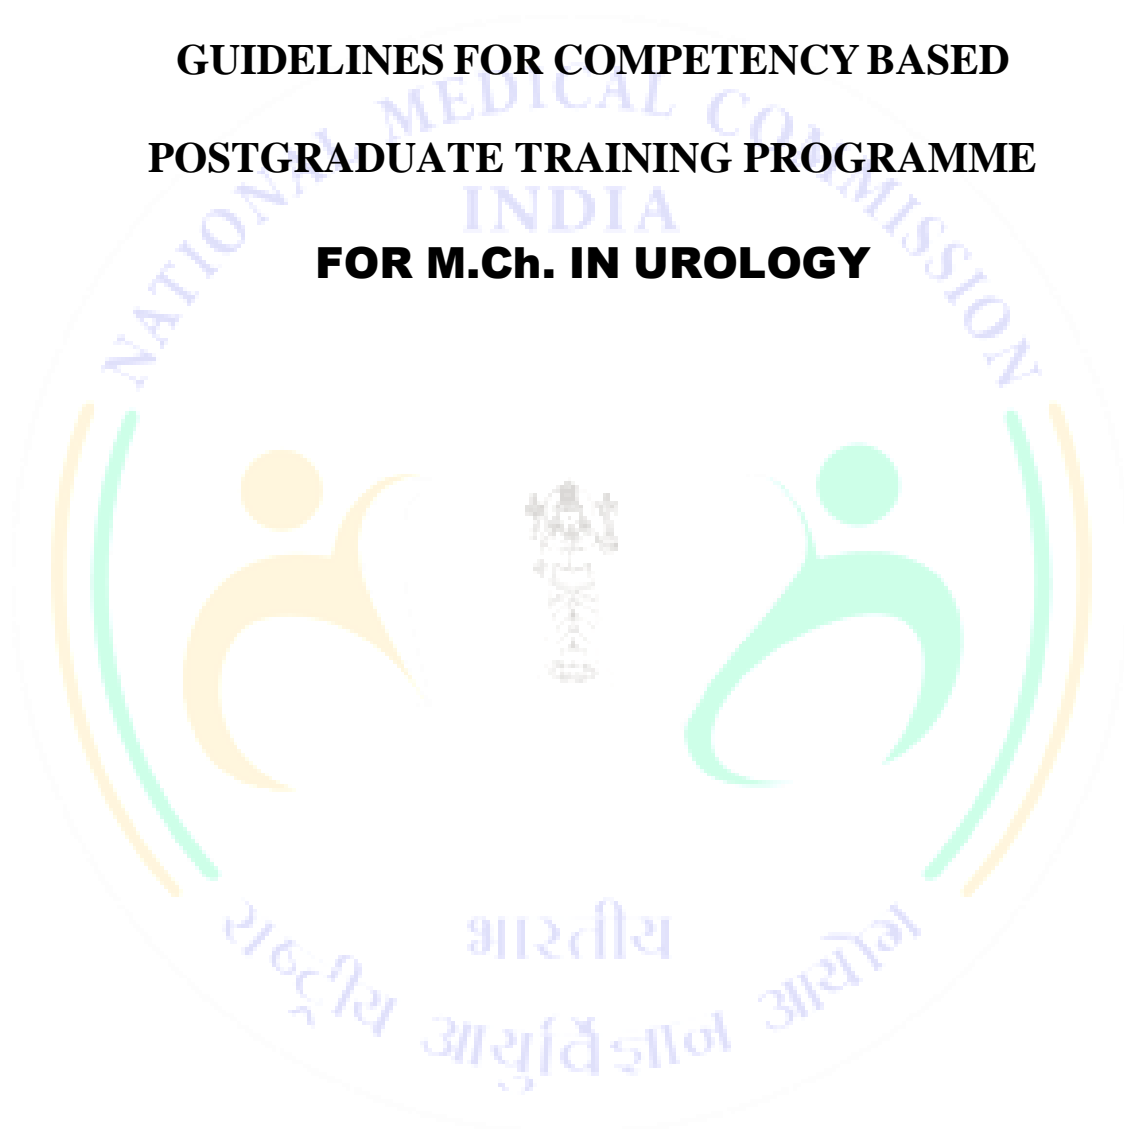 GUIDELINES FOR COMPETENCY BASED
POSTGRADUATE TRAINING PROGRAMME
FOR M.Ch. IN UROLOGY
NATIONAL MEDICAL COMMISSION
INDIA
भारतीय
राष्ट्रीय आयुर्विज्ञान आयोग